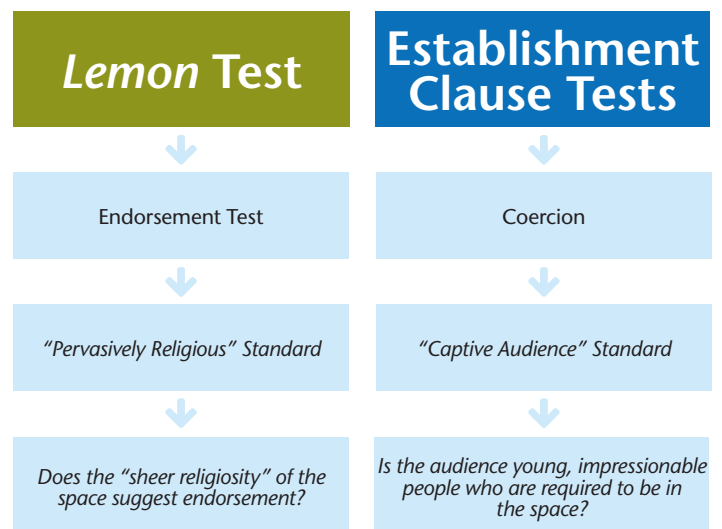 Lemon Test
Establishment
Clause Tests
Endorsement Test
Coercion
“Pervasively Religious” Standard
“Captive Audience” Standard
Does the “sheer religiosity” of the
space suggest endorsement?
Is the audience young, impressionable
people who are required to be in
the space?